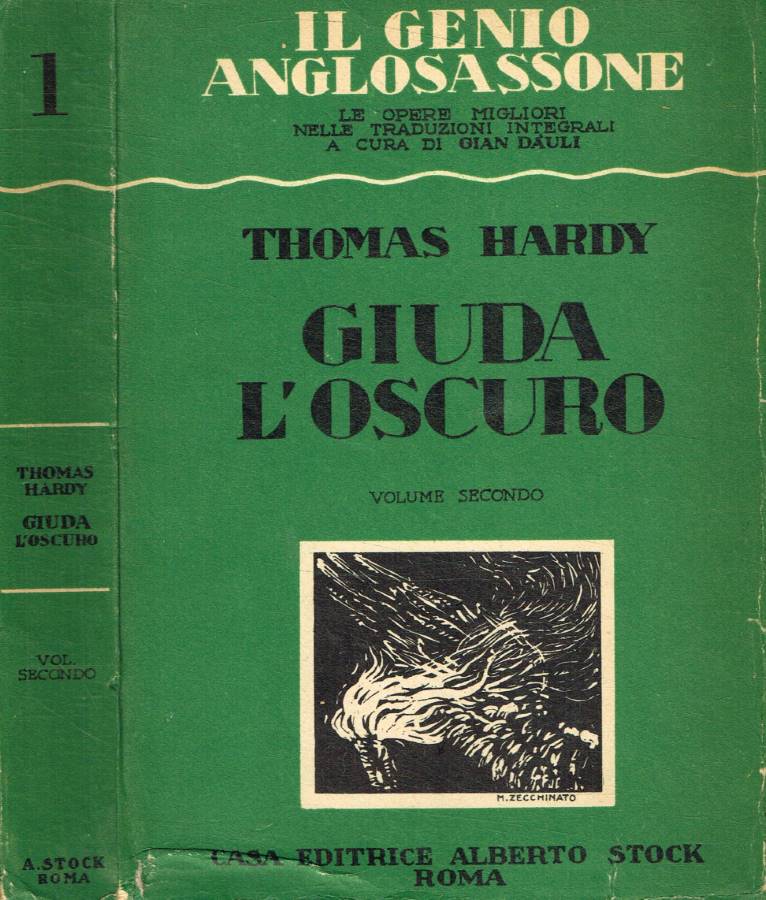 1
THOMAS
HARDY
GIUDA
L'OSCURO
VOL.
SECONDO
A. STOCK
ROMA
IL GENIO
ANGLOSASSONE
LE OPERE MIGLIORI
NELLE TRADUZIONI INTEGRALI
A CURA DI GIAN DÀULI
THOMAS HARDY
GIUDA
L'OSCURO
VOLUME SECONDO
M. ZECCHINATO
CASA EDITRICE ALBERTO STOCK
ROMA